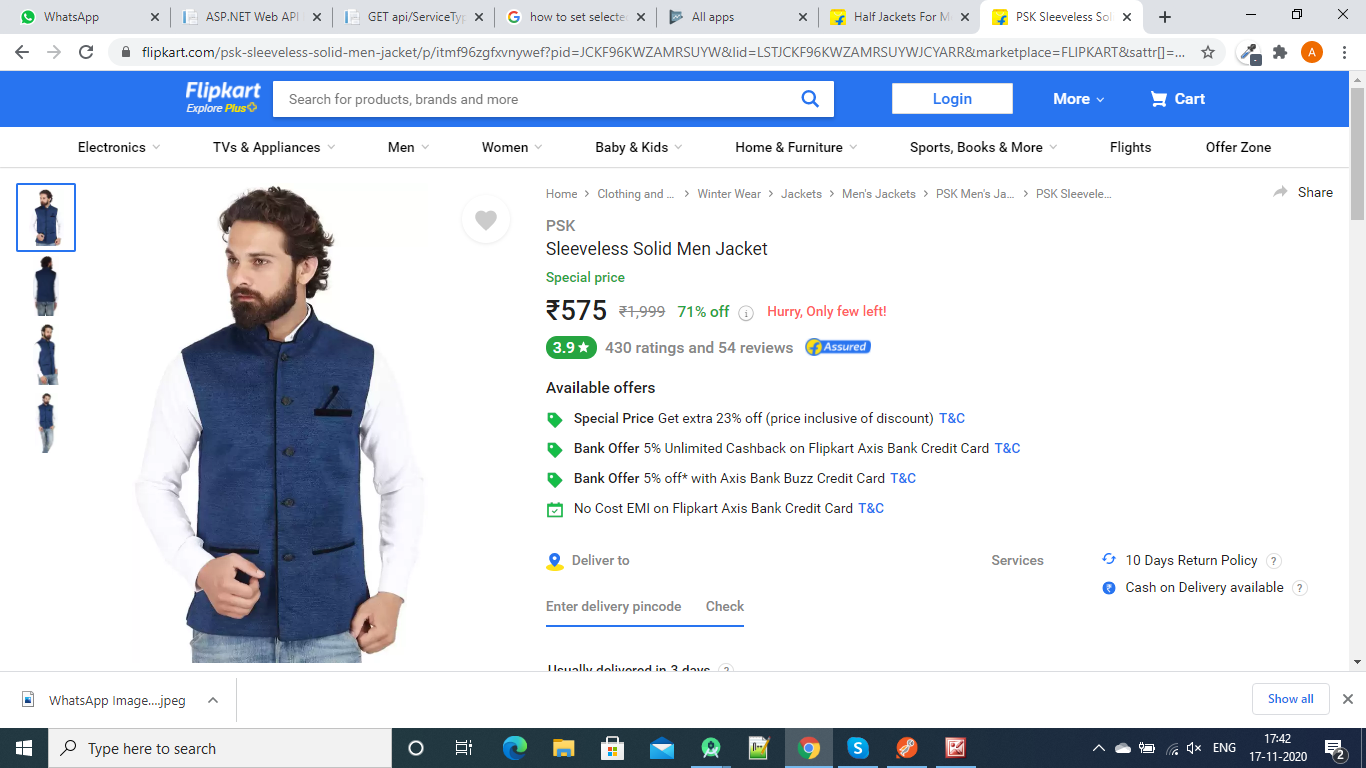 WhatsApp
ASP.NET Web API
GET api/ServiceTyp
how to set selecte
All apps
Half Jackets For M
PSK Sleeveless Sol
flipkart.com/psk-sleeveless-solid-men-jacket/p/itmf96zgfxvnywef?pid=JCKF96KWZAMRSUYW&lid=LSTJCKF96KWZAMRSUYWJCYARR&marketplace=FLIPKART&sattr[]=...
A
Flipkart
Explore Plus
Search for products, brands and more
Login
More
Cart
Electronics
TVs & Appliances
Men
Women
Baby & Kids
Home & Furniture
Sports, Books & More
Flights
Offer Zone
Home > Clothing and ... > Winter Wear > Jackets > Men's Jackets > PSK Men's Ja... > PSK Sleevele...
Share
PSK
Sleeveless Solid Men Jacket
Special price
₹575 ₹1,999 71% off i Hurry, Only few left!
3.9★ 430 ratings and 54 reviews f Assured
Available offers
Special Price Get extra 23% off (price inclusive of discount) T&C
Bank Offer 5% Unlimited Cashback on Flipkart Axis Bank Credit Card T&C
Bank Offer 5% off* with Axis Bank Buzz Credit Card T&C
No Cost EMI on Flipkart Axis Bank Credit Card T&C
Deliver to
Enter delivery pincode Check
Usually delivered in 3 days ?
Services
10 Days Return Policy ?
₹ Cash on Delivery available ?
WhatsApp Image....jpeg
Show all
Type here to search
ENG
17:42
17-11-2020
2